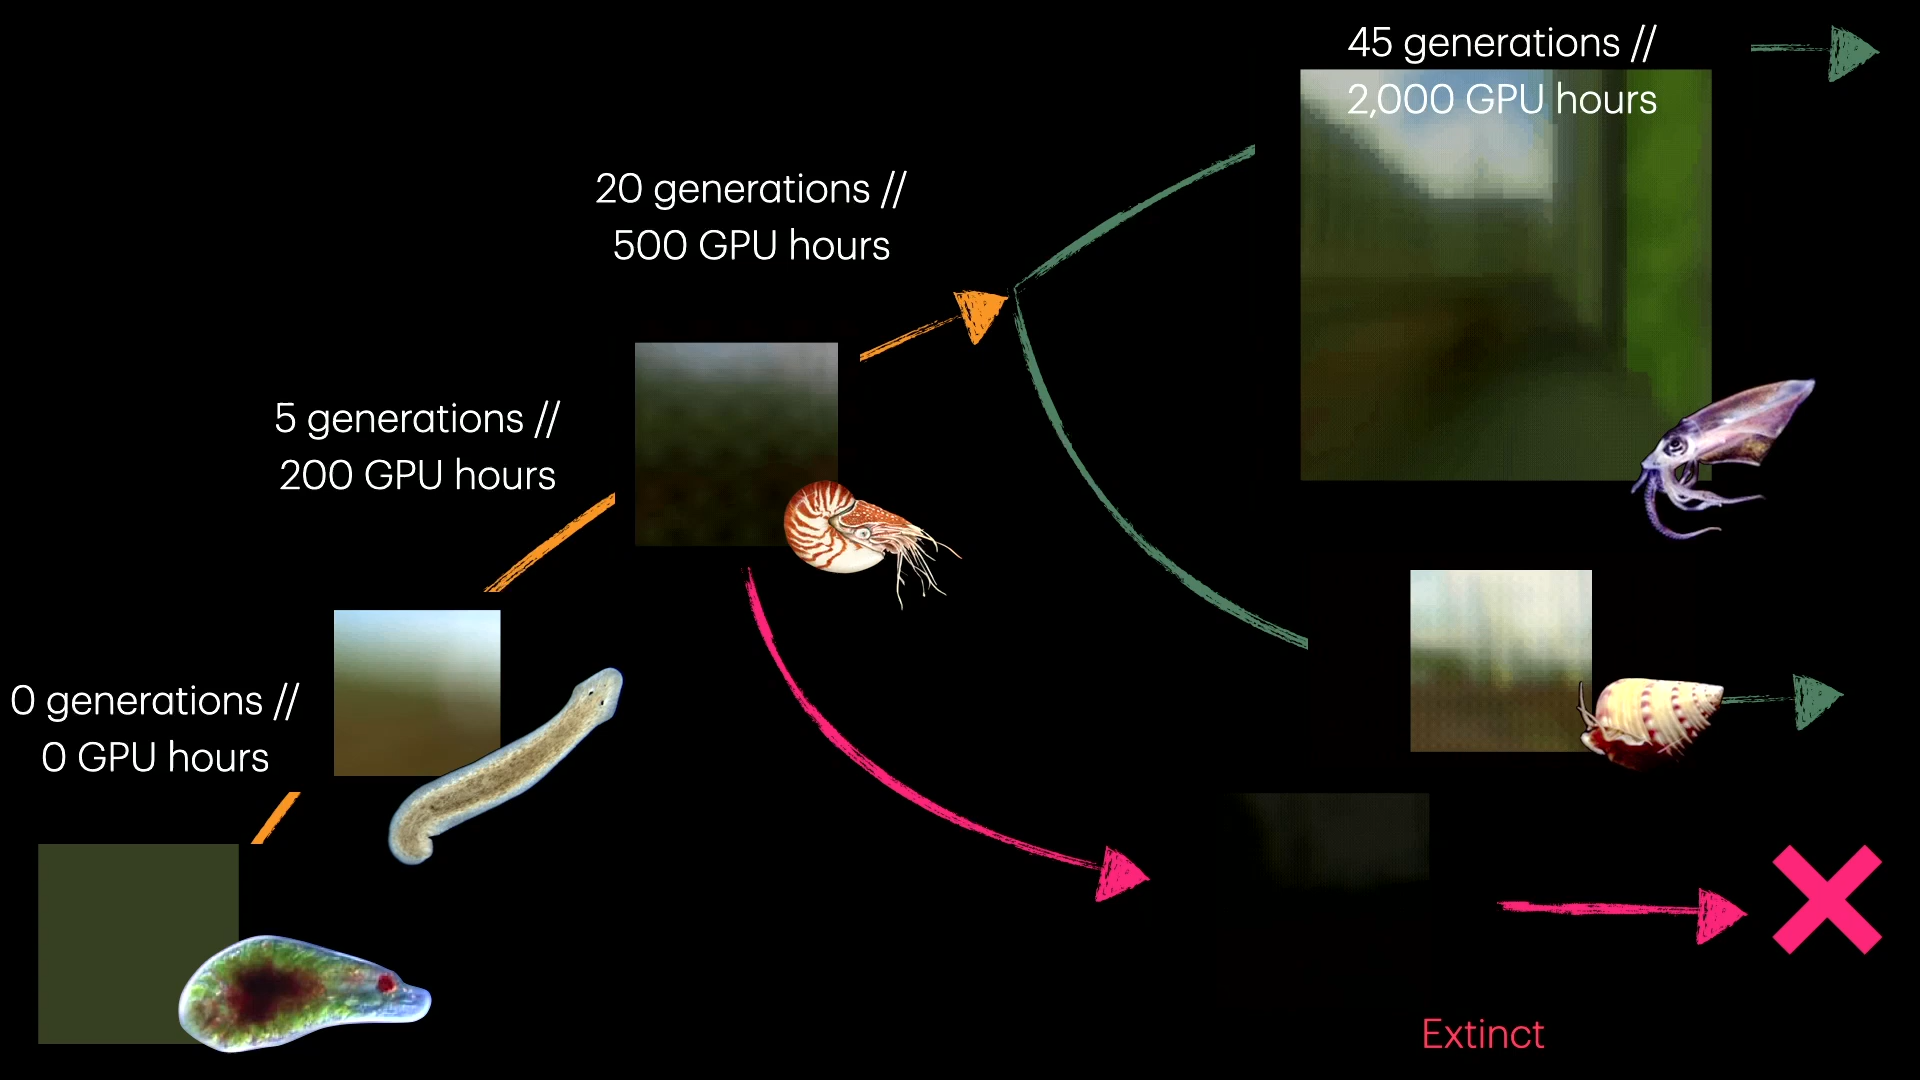 45 generations //
2,000 GPU hours
20 generations //
500 GPU hours
5 generations //
200 GPU hours
0 generations //
0 GPU hours
Extinct